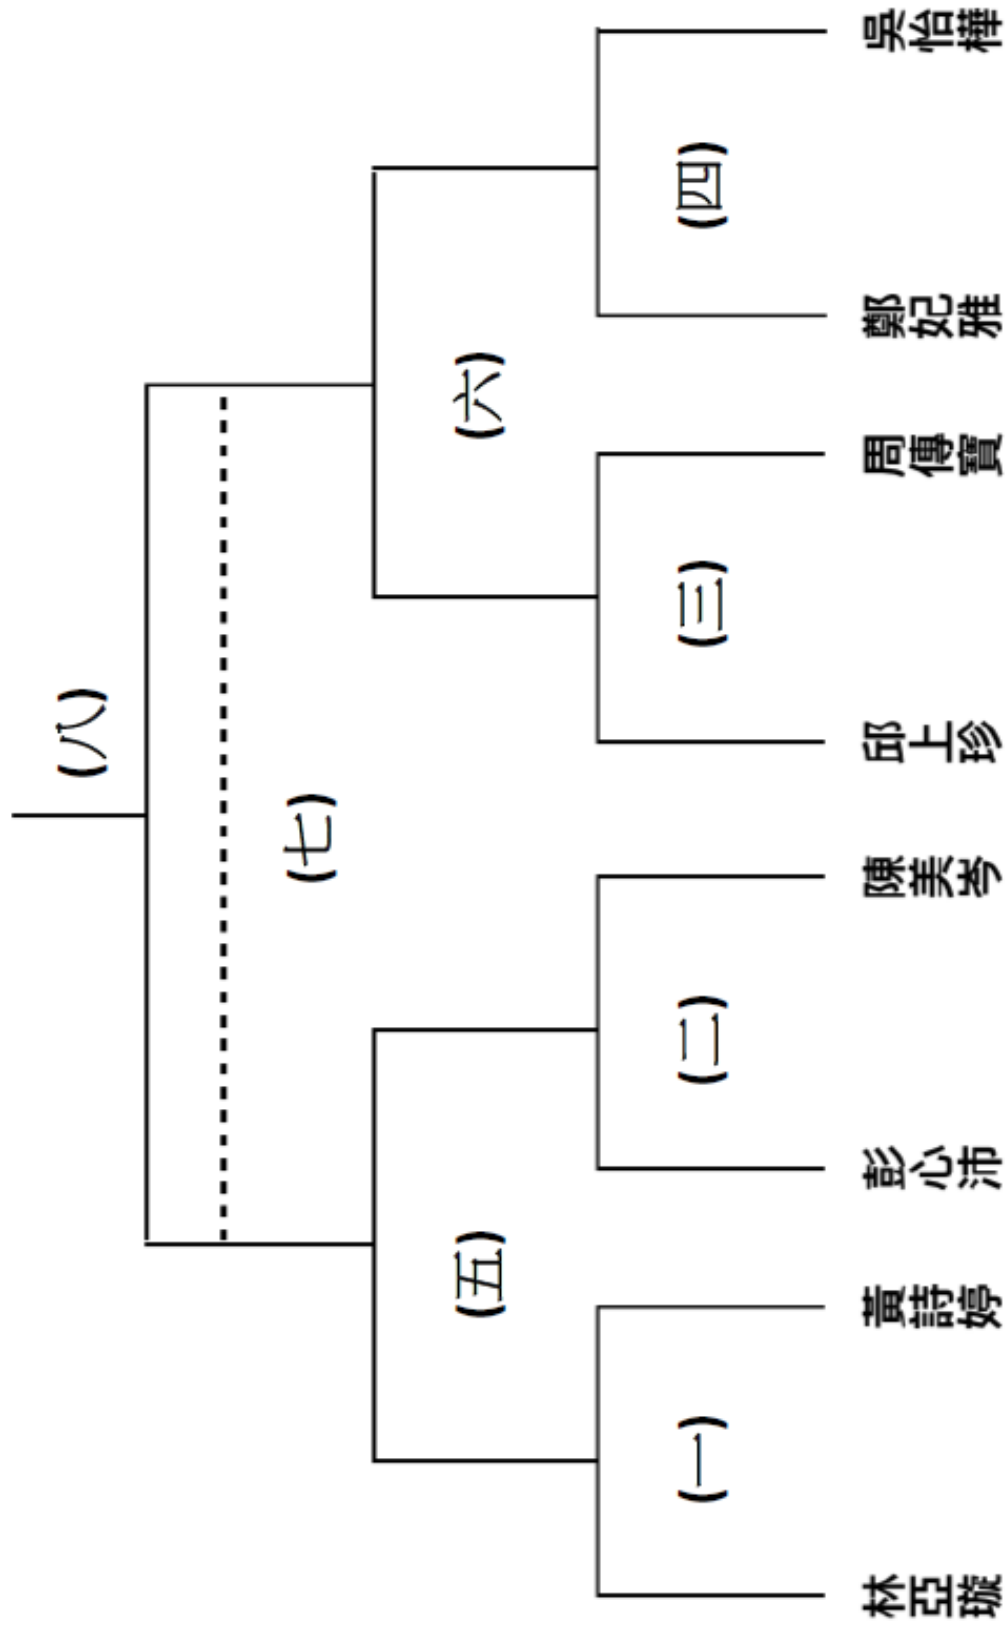 (八)
(七)
(五)
(六)
(一)
(二)
(三)
(四)
林亞璇
黃詩婷
彭心沛
陳美岑
邱上珍
周傳寶
鄭妃雅
吳怡樺